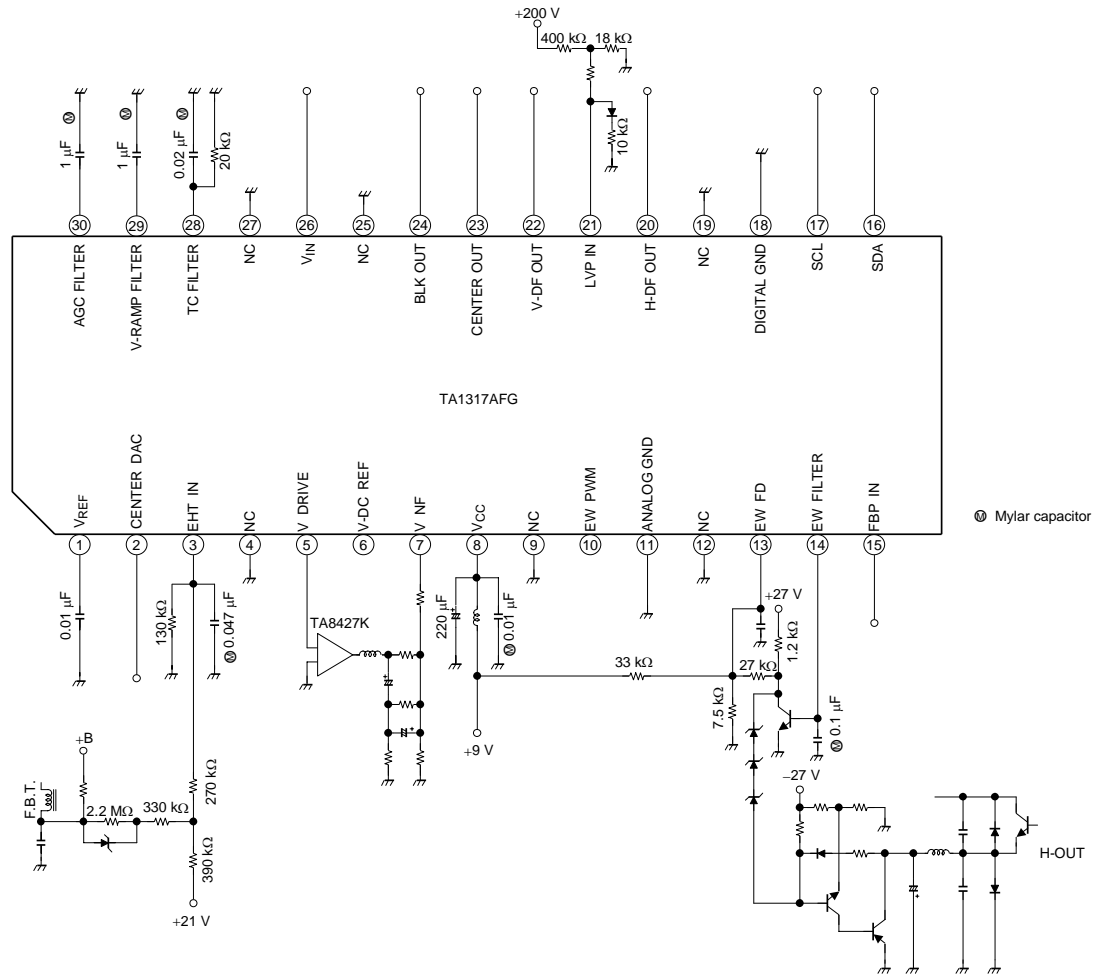 +200 V
400 kΩ
18 kΩ
10 kΩ
1 μF
Ⓜ
1 μF
Ⓜ
0.02 μF
Ⓜ
20 kΩ
30
29
28
27
26
25
24
23
22
21
20
19
18
17
16
AGC FILTER
V-RAMP FILTER
TC FILTER
NC
VIN
NC
BLK OUT
CENTER OUT
V-DF OUT
LVP IN
H-DF OUT
NC
DIGITAL GND
SCL
SDA
TA1317AFG
VREF
CENTER DAC
EHT IN
NC
V DRIVE
V-DC REF
V NF
VCC
NC
EW PWM
ANALOG GND
NC
EW FD
EW FILTER
FBP IN
1
2
3
4
5
6
7
8
9
10
11
12
13
14
15
Ⓜ Mylar capacitor
0.01 μF
130 kΩ
Ⓜ 0.047 μF
TA8427K
220 μF
Ⓜ 0.01 μF
+27 V
1.2 kΩ
33 kΩ
27 kΩ
7.5 kΩ
Ⓜ 0.1 μF
+9 V
−27 V
+B
F.B.T.
2.2 MΩ
330 kΩ
270 kΩ
390 kΩ
+21 V
H-OUT